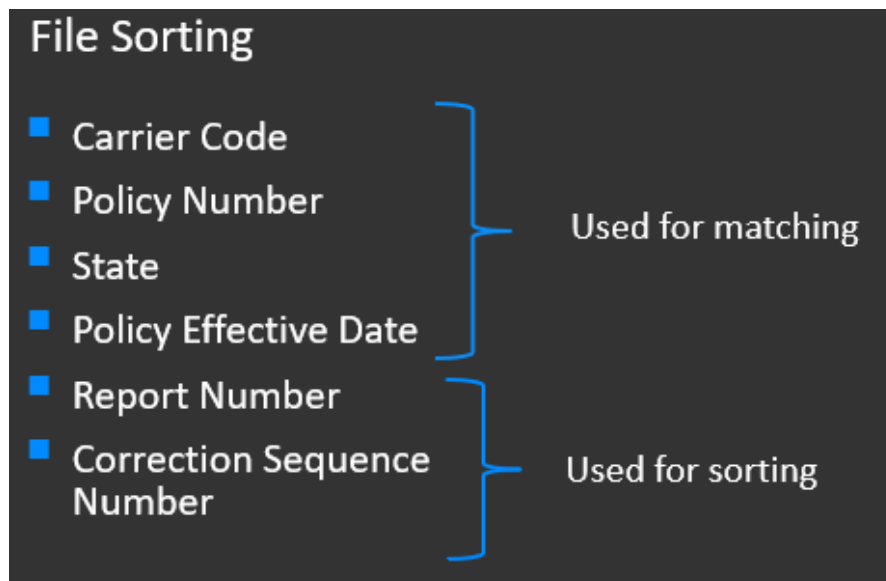 File Sorting
Carrier Code
Policy Number
Used for matching
State
Policy Effective Date
Report Number
Correction Sequence
Number
Used for sorting